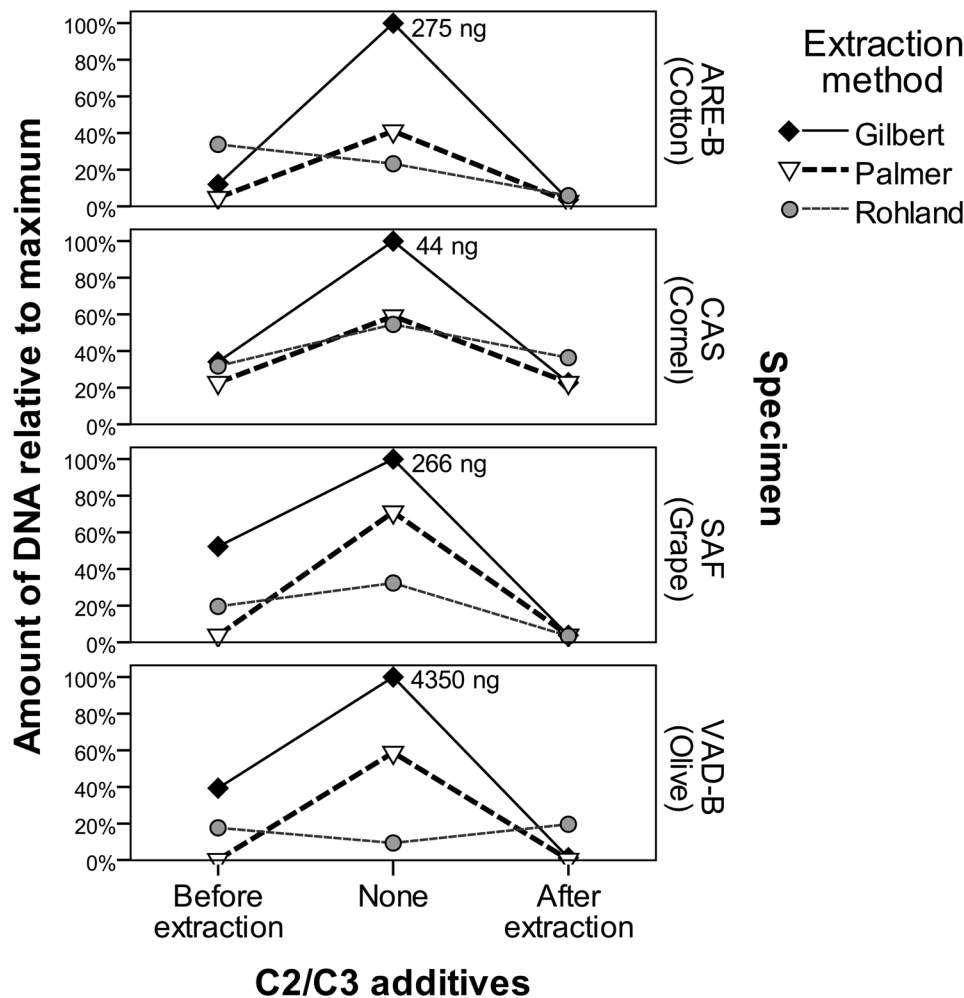 Extraction
method
Gilbert
Palmer
Rohland
Amount of DNA relative to maximum
100%
80%
60%
40%
20%
0%
275 ng
ARE-B
(Cotton)
100%
80%
60%
40%
20%
0%
44 ng
CAS
(Cornel)
Specimen
100%
80%
60%
40%
20%
0%
266 ng
SAF
(Grape)
100%
80%
60%
40%
20%
0%
4350 ng
VAD-B
(Olive)
Before
extraction
None
After
extraction
C2/C3 additives